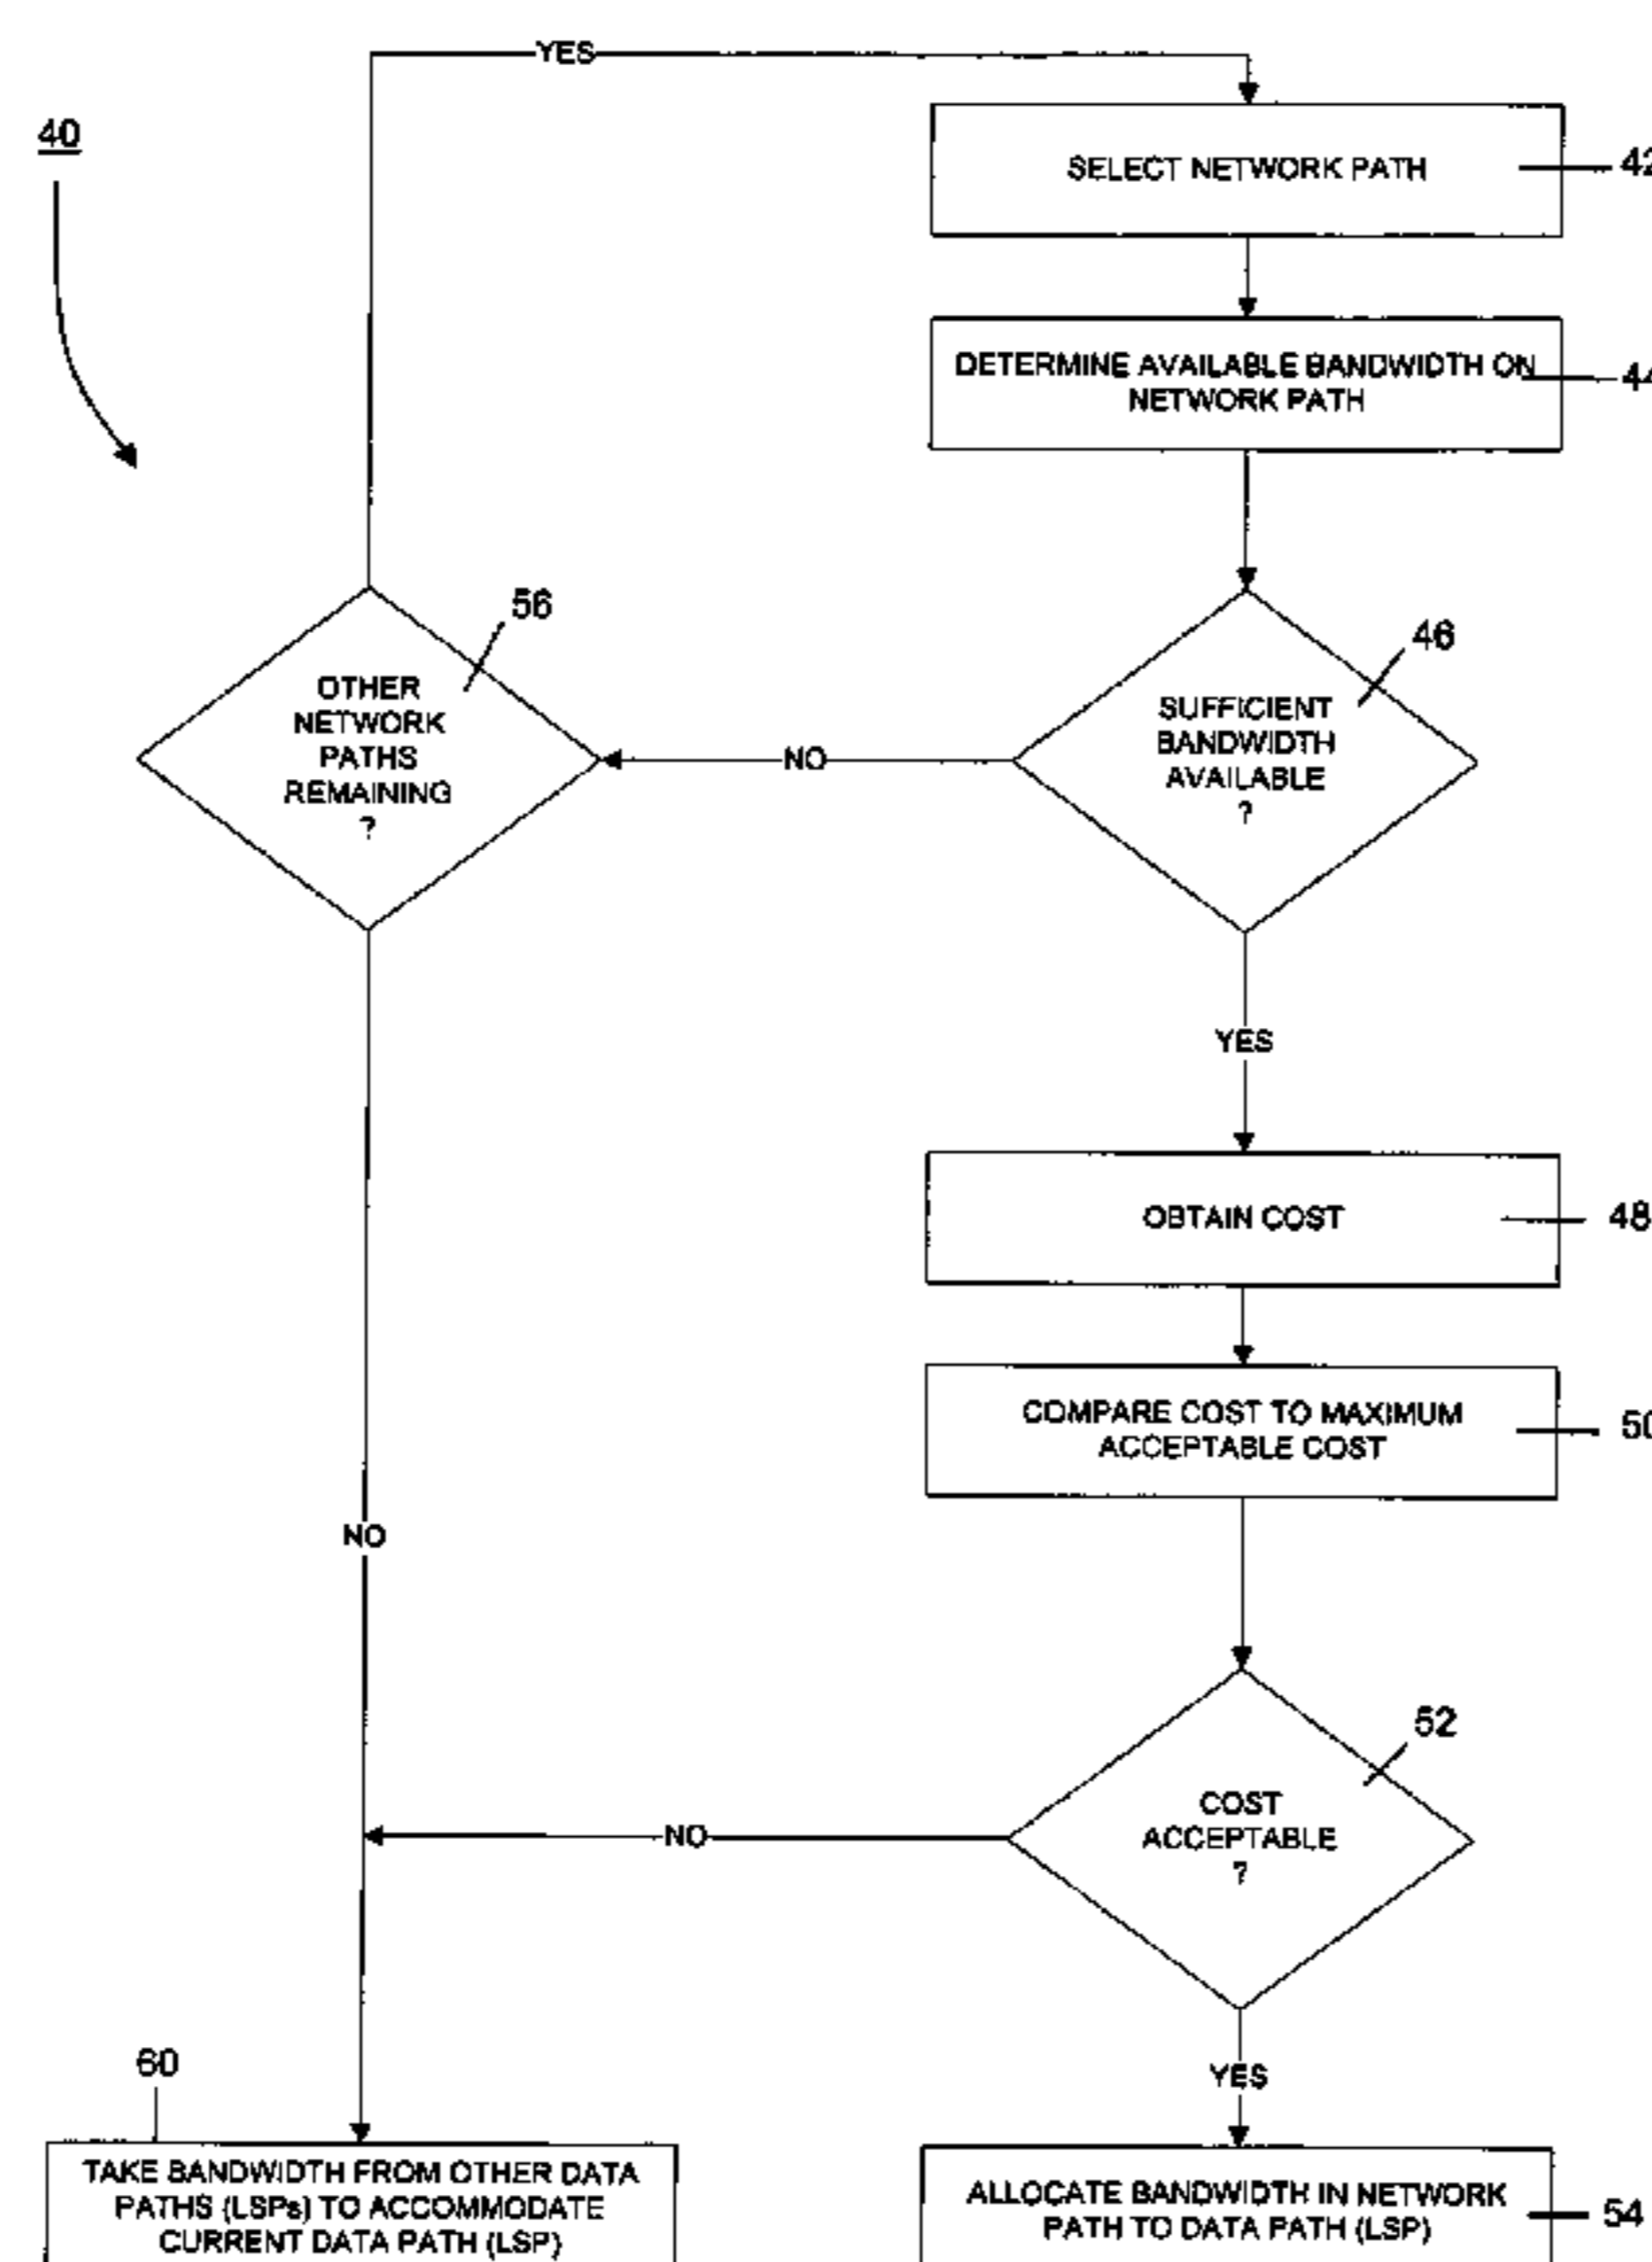 YES
40
SELECT NETWORK PATH
42
DETERMINE AVAILABLE BANDWIDTH ON
NETWORK PATH
44
56
OTHER
NETWORK
PATHS
REMAINING
?
46
SUFFICIENT
BANDWIDTH
AVAILABLE
?
NO
YES
OBTAIN COST
48
COMPARE COST TO MAXIMUM
ACCEPTABLE COST
50
NO
52
COST
ACCEPTABLE
?
NO
YES
60
TAKE BANDWIDTH FROM OTHER DATA
PATHS (LSPs) TO ACCOMMODATE
CURRENT DATA PATH (LSP)
ALLOCATE BANDWIDTH IN NETWORK
PATH TO DATA PATH (LSP)
54